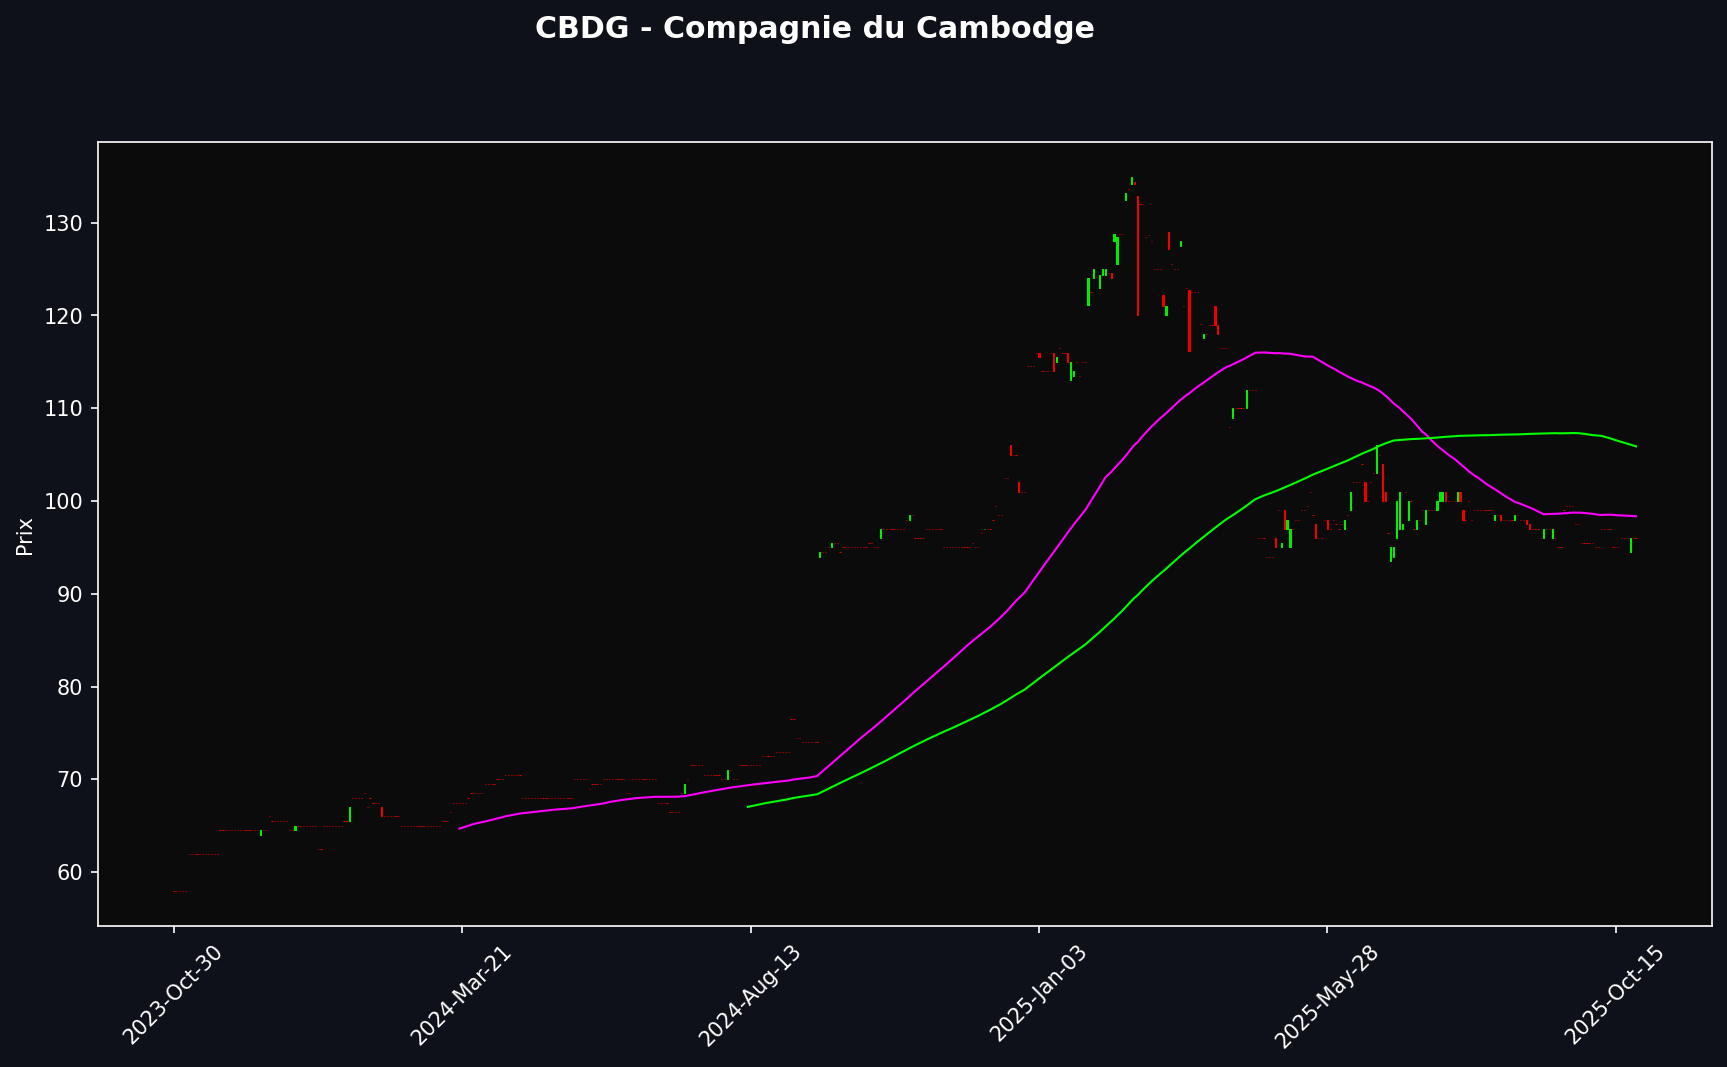 CBDG - Compagnie du Cambodge
130
120
110
100
90
80
70
60
Prix
2023-Oct-30
2024-Mar-21
2024-Aug-13
2025-Jan-03
2025-May-28
2025-Oct-15